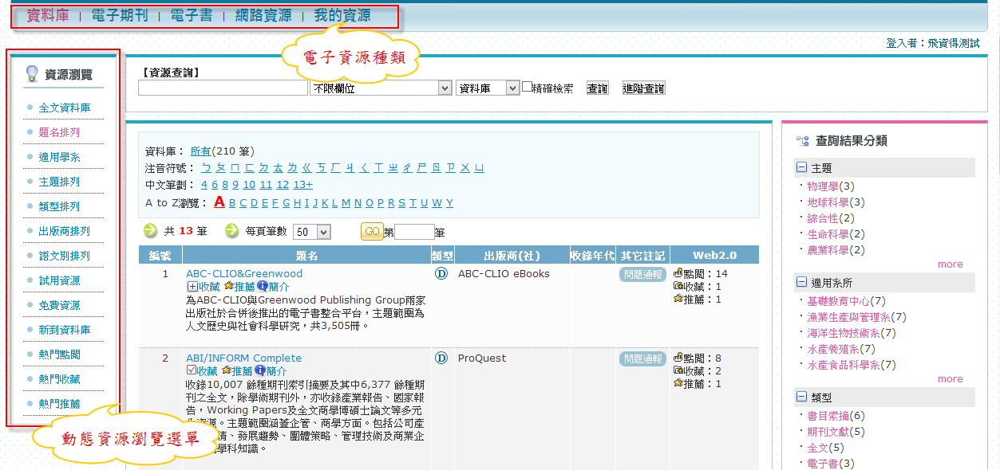 資料庫 | 電子期刊 | 電子書 | 網路資源 | 我的資源
電子資源種類
登入者：飛資得測試
資源瀏覽
全文資料庫
題名排列
適用學系
主題排列
類型排列
出版商排列
語文別排列
試用資源
免費資源
新到資料庫
熱門點閱
熱門收藏
熱門推薦
動態資源瀏覽選單
【資源查詢】
不限欄位 資料庫 精確檢索 查詢 進階查詢
資料庫： 所有(210 筆)
注音符號： ㄅ ㄆ ㄇ ㄈ ㄉ ㄊ ㄌ ㄍ ㄎ ㄏ ㄐ ㄑ ㄒ ㄓ ㄔ ㄕ ㄖ ㄗ ㄨ ㄩ
中文筆劃： 4 6 8 9 10 11 12 13+
A to Z瀏覽： A B C D E F G H I J K L M N O P R S T U W Y
共 13 筆 每頁筆數 50 GO 第 筆
編號 題名 類型 出版商(社) 收錄年代 其它註記 Web2.0
1 ABC-CLIO&Greenwood D ABC-CLIO eBooks 問題通報 點閱：14
收藏 推薦 簡介 收藏：1
為ABC-CLIO與Greenwood Publishing Group兩家 推薦：1
出版社於合併後推出的電子書整合平台，主題範圍為
人文歷史與社會科學研究，共3,505冊。
2 ABI/INFORM Complete D ProQuest 問題通報 點閱：8
收藏 推薦 簡介 收藏：2
收錄10,007 餘種期刊索引摘要及其中6,377 餘種期 推薦：1
刊之全文，除學術期刊外，亦收錄產業報告、國家報
告，Working Papers及全文商學博碩士論文等多元
資源。主題範圍涵蓋企管、商學方面。包括公司產
、發展趨勢、團體策略、管理技術及商業企
學科知識。
查詢結果分類
主題
物理學(3)
地球科學(3)
綜合性(2)
生命科學(2)
農業科學(2)
more
適用系所
基礎教育中心(7)
漁業生產與管理系(7)
海洋生物技術系(7)
水產養殖系(7)
水產食品科學系(7)
more
類型
書目索摘(6)
期刊文獻(5)
全文(5)
電子書(3)